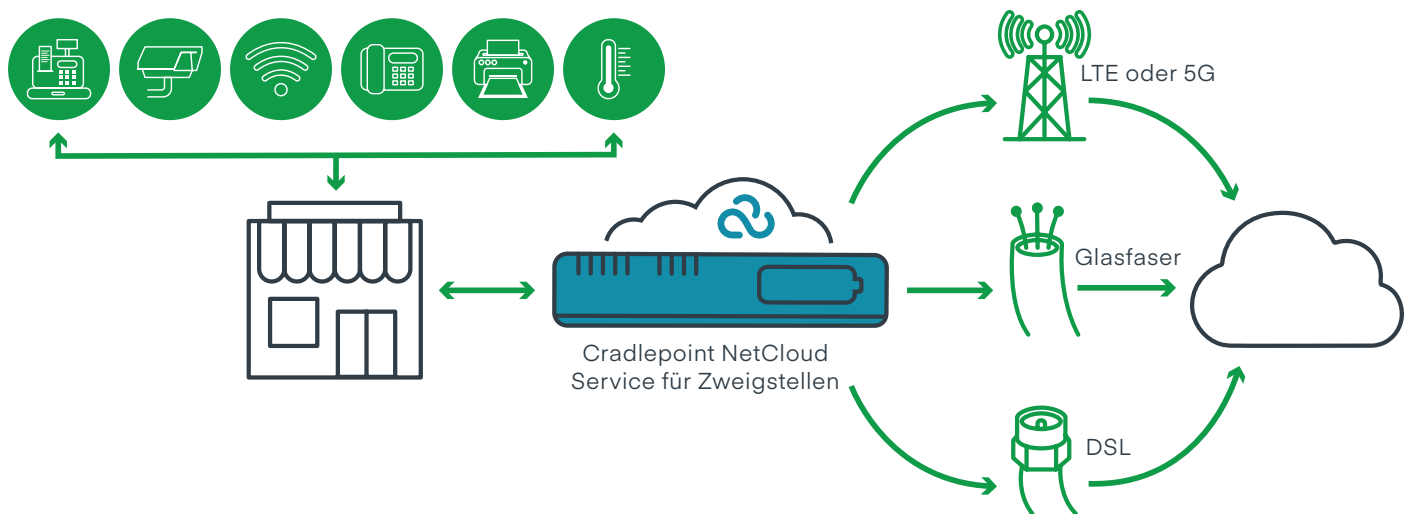 LTE oder 5G
Glasfaser
Cradlepoint NetCloud
Service für Zweigstellen
DSL